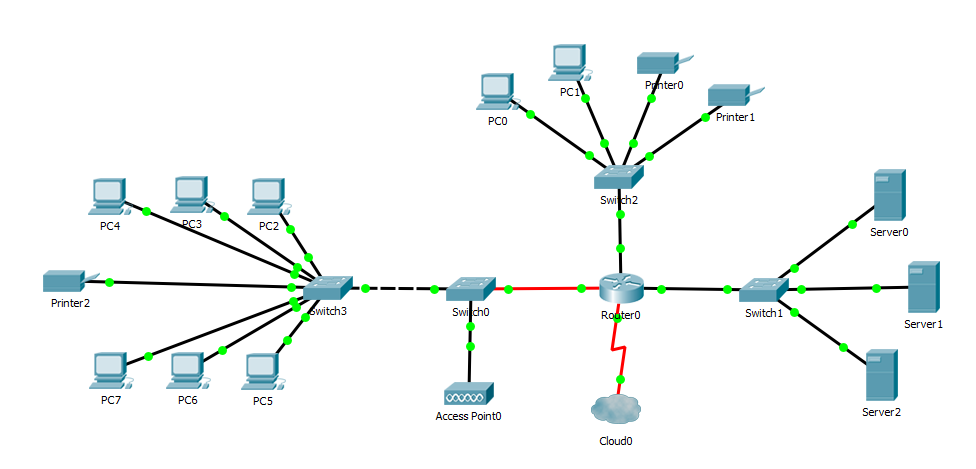 PC1
Printer0
PC0
Printer1
Switch2
PC4
PC3
PC2
Server0
Printer2
Switch3
Switch0
Router0
Switch1
Server1
PC7
PC6
PC5
Access Point0
Server2
Cloud0